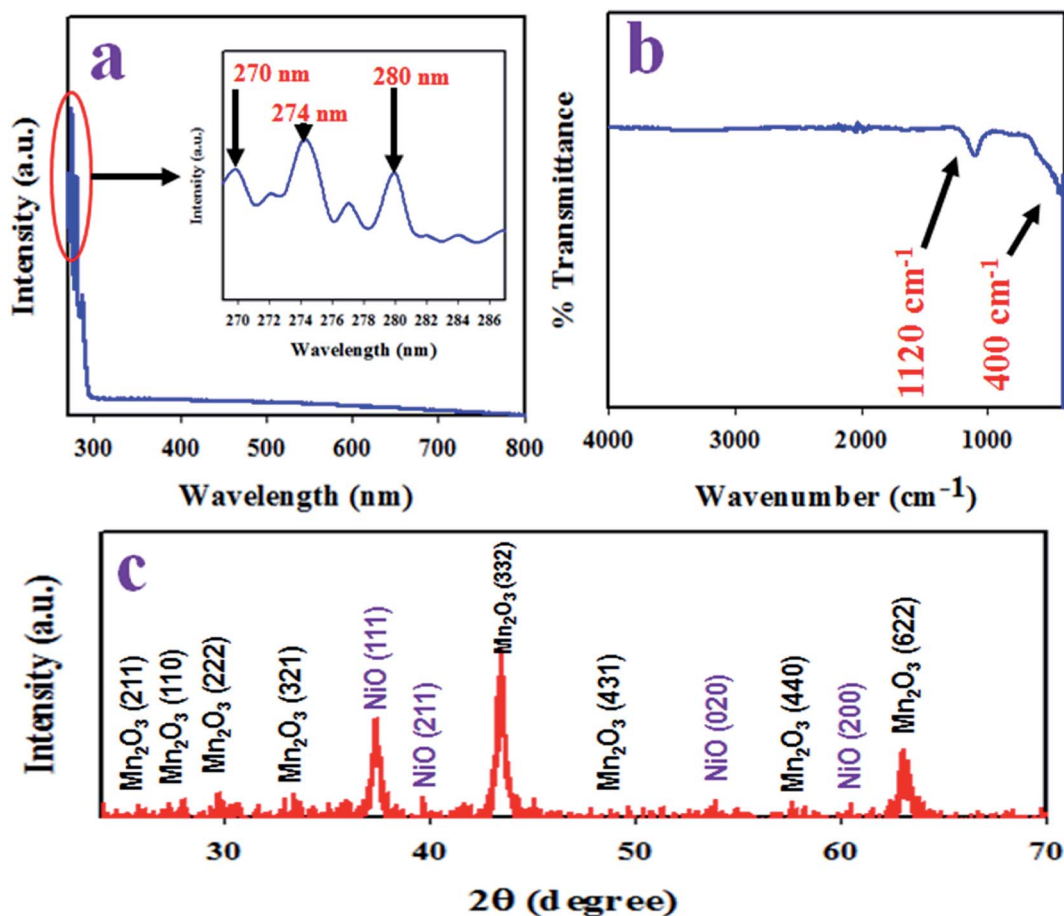 a
270 nm
280 nm
274 nm
Intensity (a.u.)
270 272 274 276 278 280 282 284 286
Wavelength (nm)
Intensity (a.u.)
300 400 500 600 700 800
Wavelength (nm)
b
% Transmittance
1120 cm⁻¹
400 cm⁻¹
4000 3000 2000 1000
Wavenumber (cm⁻¹)
c
Intensity (a.u.)
Mn₂O₃ (211)
Mn₂O₃ (110)
Mn₂O₃ (222)
Mn₂O₃ (321)
NiO (111)
NiO (211)
Mn₂O₃ (332)
Mn₂O₃ (431)
NiO (020)
Mn₂O₃ (440)
NiO (200)
Mn₂O₃ (622)
30 40 50 60 70
2θ (degree)